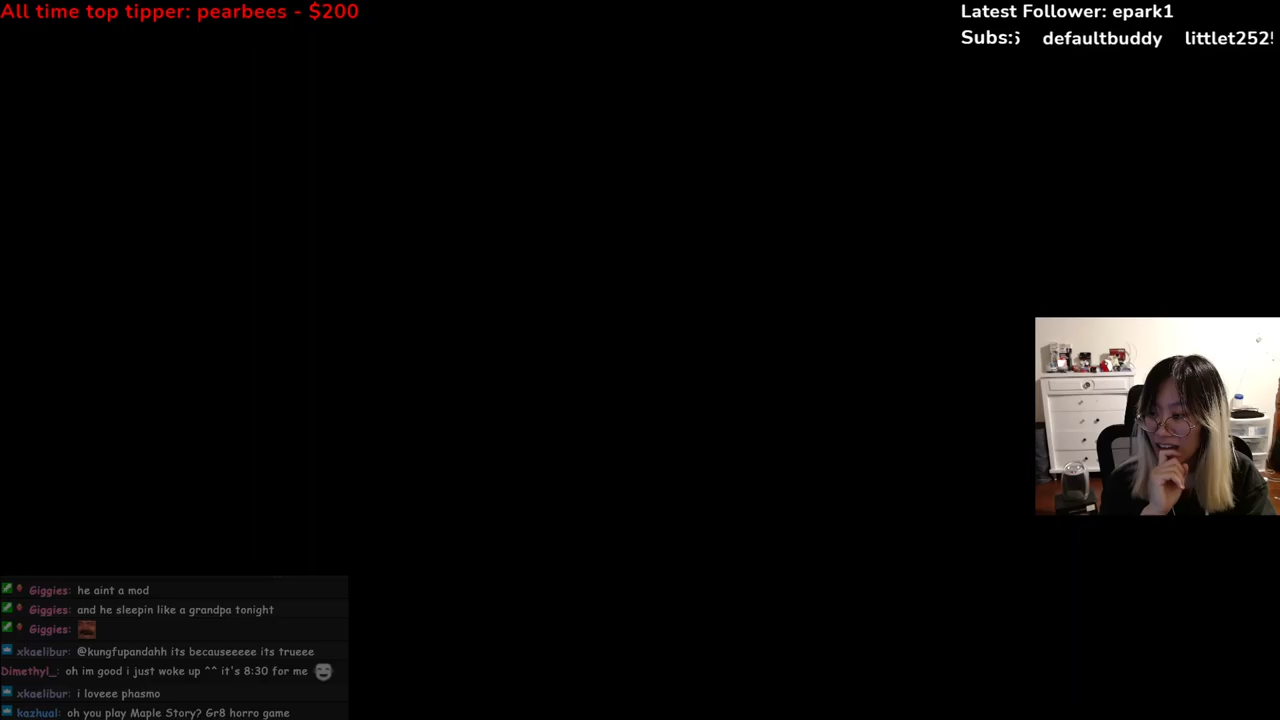 All time top tipper: pearbees - $200
Latest Follower: epark1
Subs: defaultbuddy littlet252
Giggies: he aint a mod
Giggies: and he sleepin like a grandpa tonight
Giggies:
xkaelibur: @kungfupandahh its becauseeeee its trueee
Dimethyl_: oh im good i just woke up ^^ it's 8:30 for me
xkaelibur: i loveee phasmo
kazhual: oh you play Maple Story? Gr8 horro game